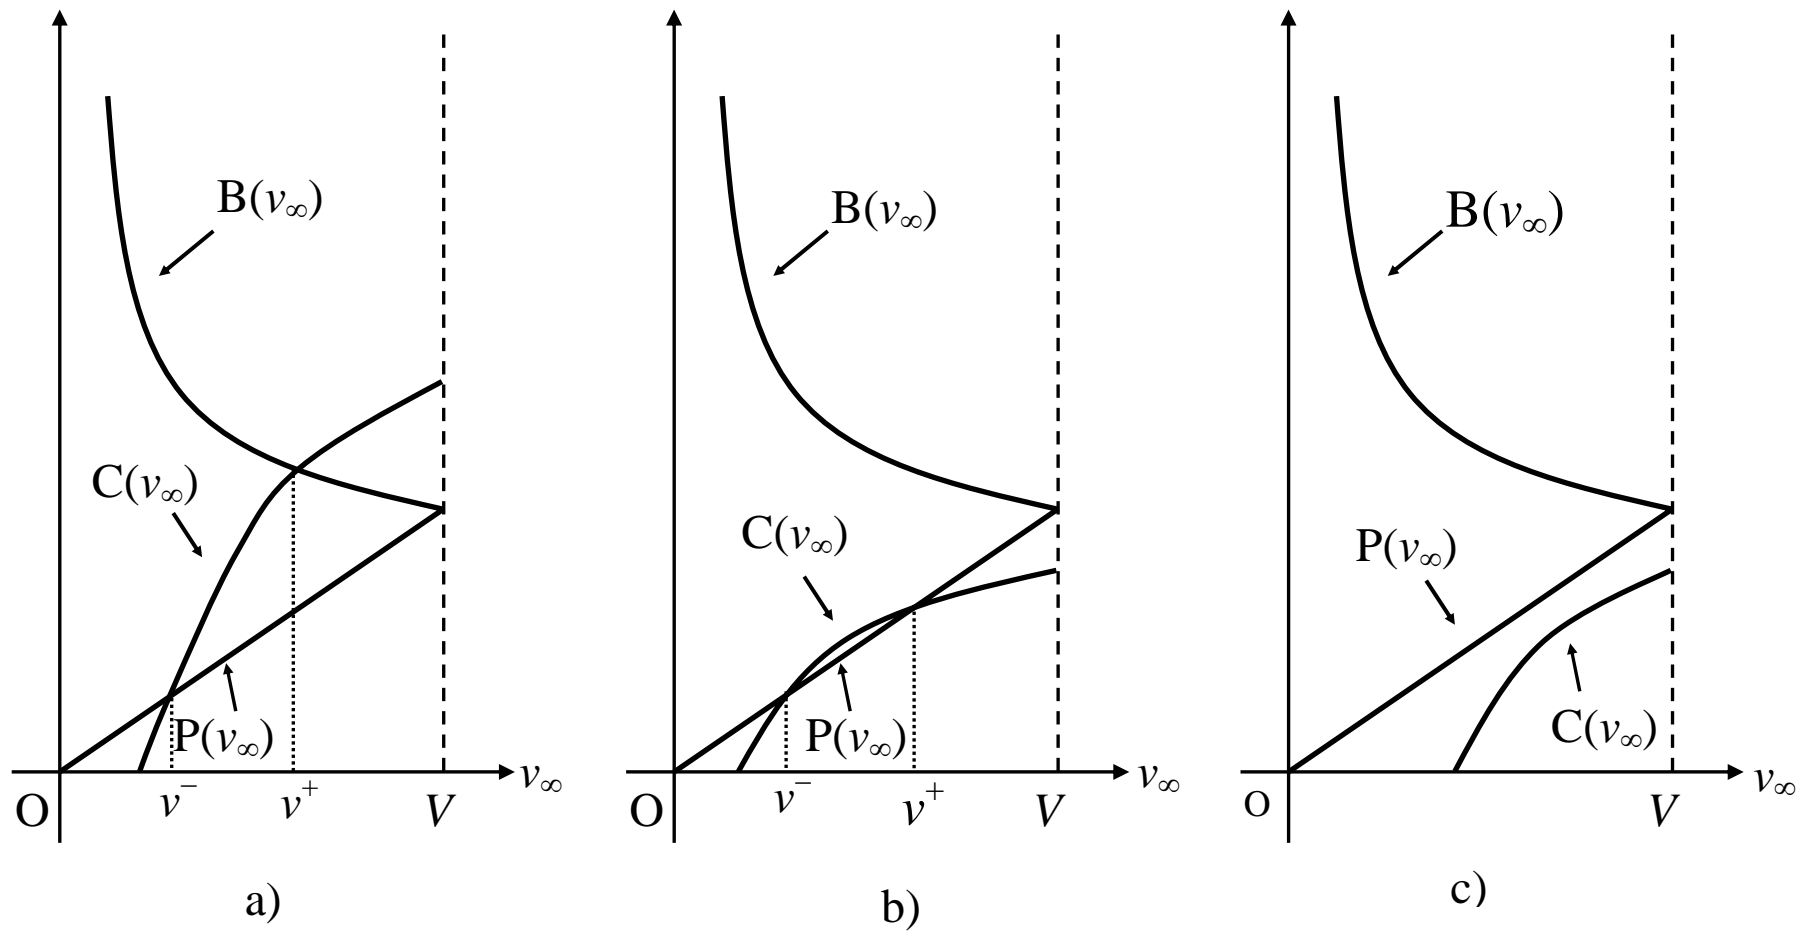 B(v∞)
C(v∞)
P(v∞)
O
v⁻
v⁺
V
v∞
a)
B(v∞)
C(v∞)
P(v∞)
O
v⁻
v⁺
V
v∞
b)
B(v∞)
P(v∞)
C(v∞)
O
V
v∞
c)